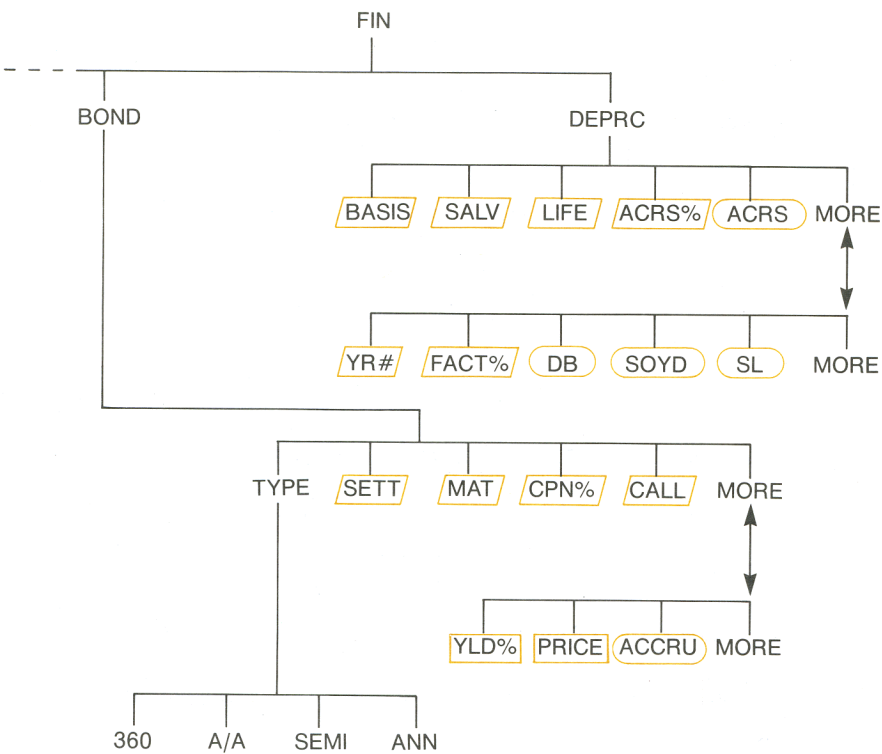 FIN
BOND DEPRC
BASIS SALV LIFE ACRS% ACRS MORE
YR# FACT% DB SOYD SL MORE
TYPE SETT MAT CPN% CALL MORE
YLD% PRICE ACCRU MORE
360 A/A SEMI ANN